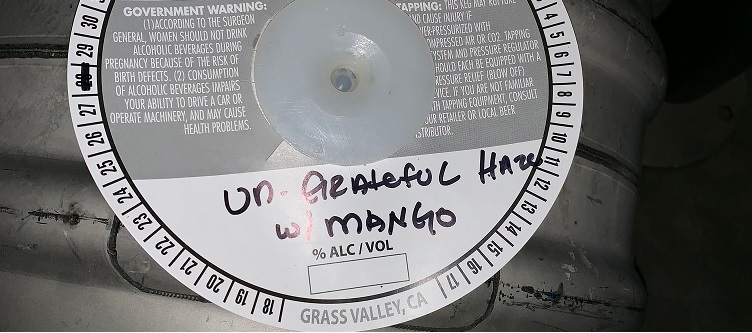 GOVERNMENT WARNING:
(1)ACCORDING TO THE SURGEON
GENERAL, WOMEN SHOULD NOT DRINK
ALCOHOLIC BEVERAGES DURING
PREGNANCY BECAUSE OF THE RISK OF
BIRTH DEFECTS. (2) CONSUMPTION
OF ALCOHOLIC BEVERAGES IMPAIRS
YOUR ABILITY TO DRIVE A CAR OR
OPERATE MACHINERY, AND MAY CAUSE
HEALTH PROBLEMS.
TAPPING: THIS KEG MAY RUPTURE
AND CAUSE INJURY IF
PRESSURIZED WITH
COMPRESSED AIR OR CO2. TAPPING
SYSTEM AND PRESSURE REGULATOR
SHOULD EACH BE EQUIPPED WITH A
PRESSURE RELIEF (BLOW OFF)
IF YOU ARE NOT FAMILIAR
TAPPING EQUIPMENT, CONSULT
YOUR RETAILER OR LOCAL BEER
DISTRIBUTOR.
UN-GRATEFUL HAZE
W/ MANGO
% ALC / VOL
GRASS VALLEY, CA
4 5 6 7 8 9 10 11 12 13 14 15 16 17
18 19 20 21 22 23 24 25 26 27 28 29 30